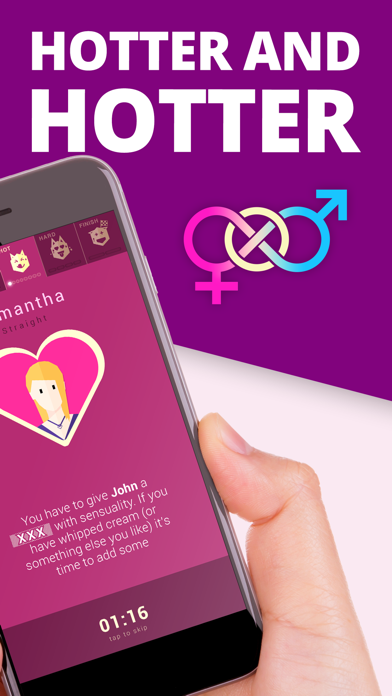 HOTTER AND
HOTTER
HOT
HARD
FINISH
mantha
Straight
You have to give John a
XXX with sensuality. If you
have whipped cream (or
something else you like) it's
time to add some
01:16
tap to skip